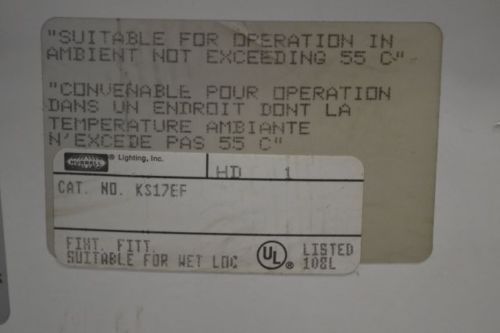 "SUITABLE FOR OPERATION IN
AMBIENT NOT EXCEEDING 55 C"
"CONVENABLE POUR OPERATION
DANS UN ENDROIT DONT LA
TEMPERATURE AMBIANTE
N'EXCEDE PAS 55 C"
® Lighting, Inc.
HD 1
CAT. NO. KS17EF
FIXT. FITT.
SUITABLE FOR WET LOC
UL ® LISTED
108L